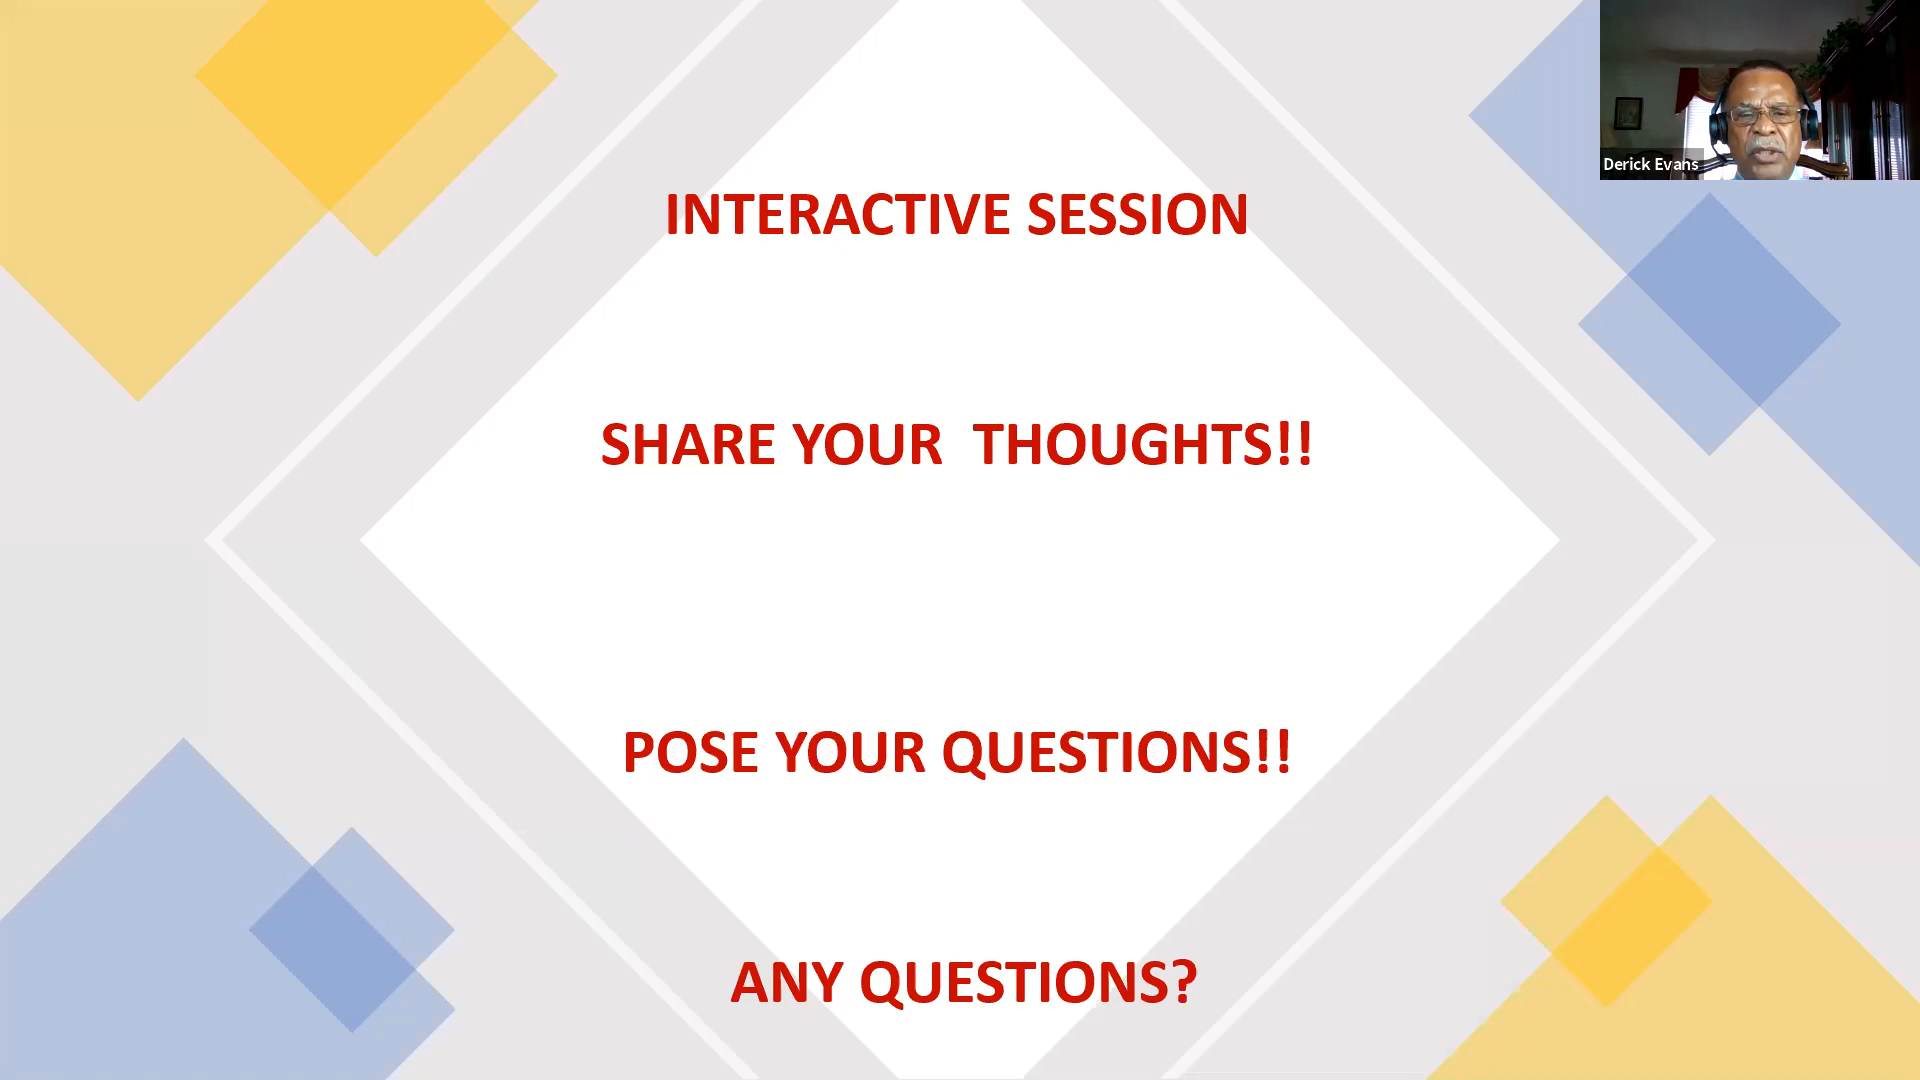 INTERACTIVE SESSION
SHARE YOUR  THOUGHTS!!
POSE YOUR QUESTIONS!!
ANY QUESTIONS?
Derick Evans